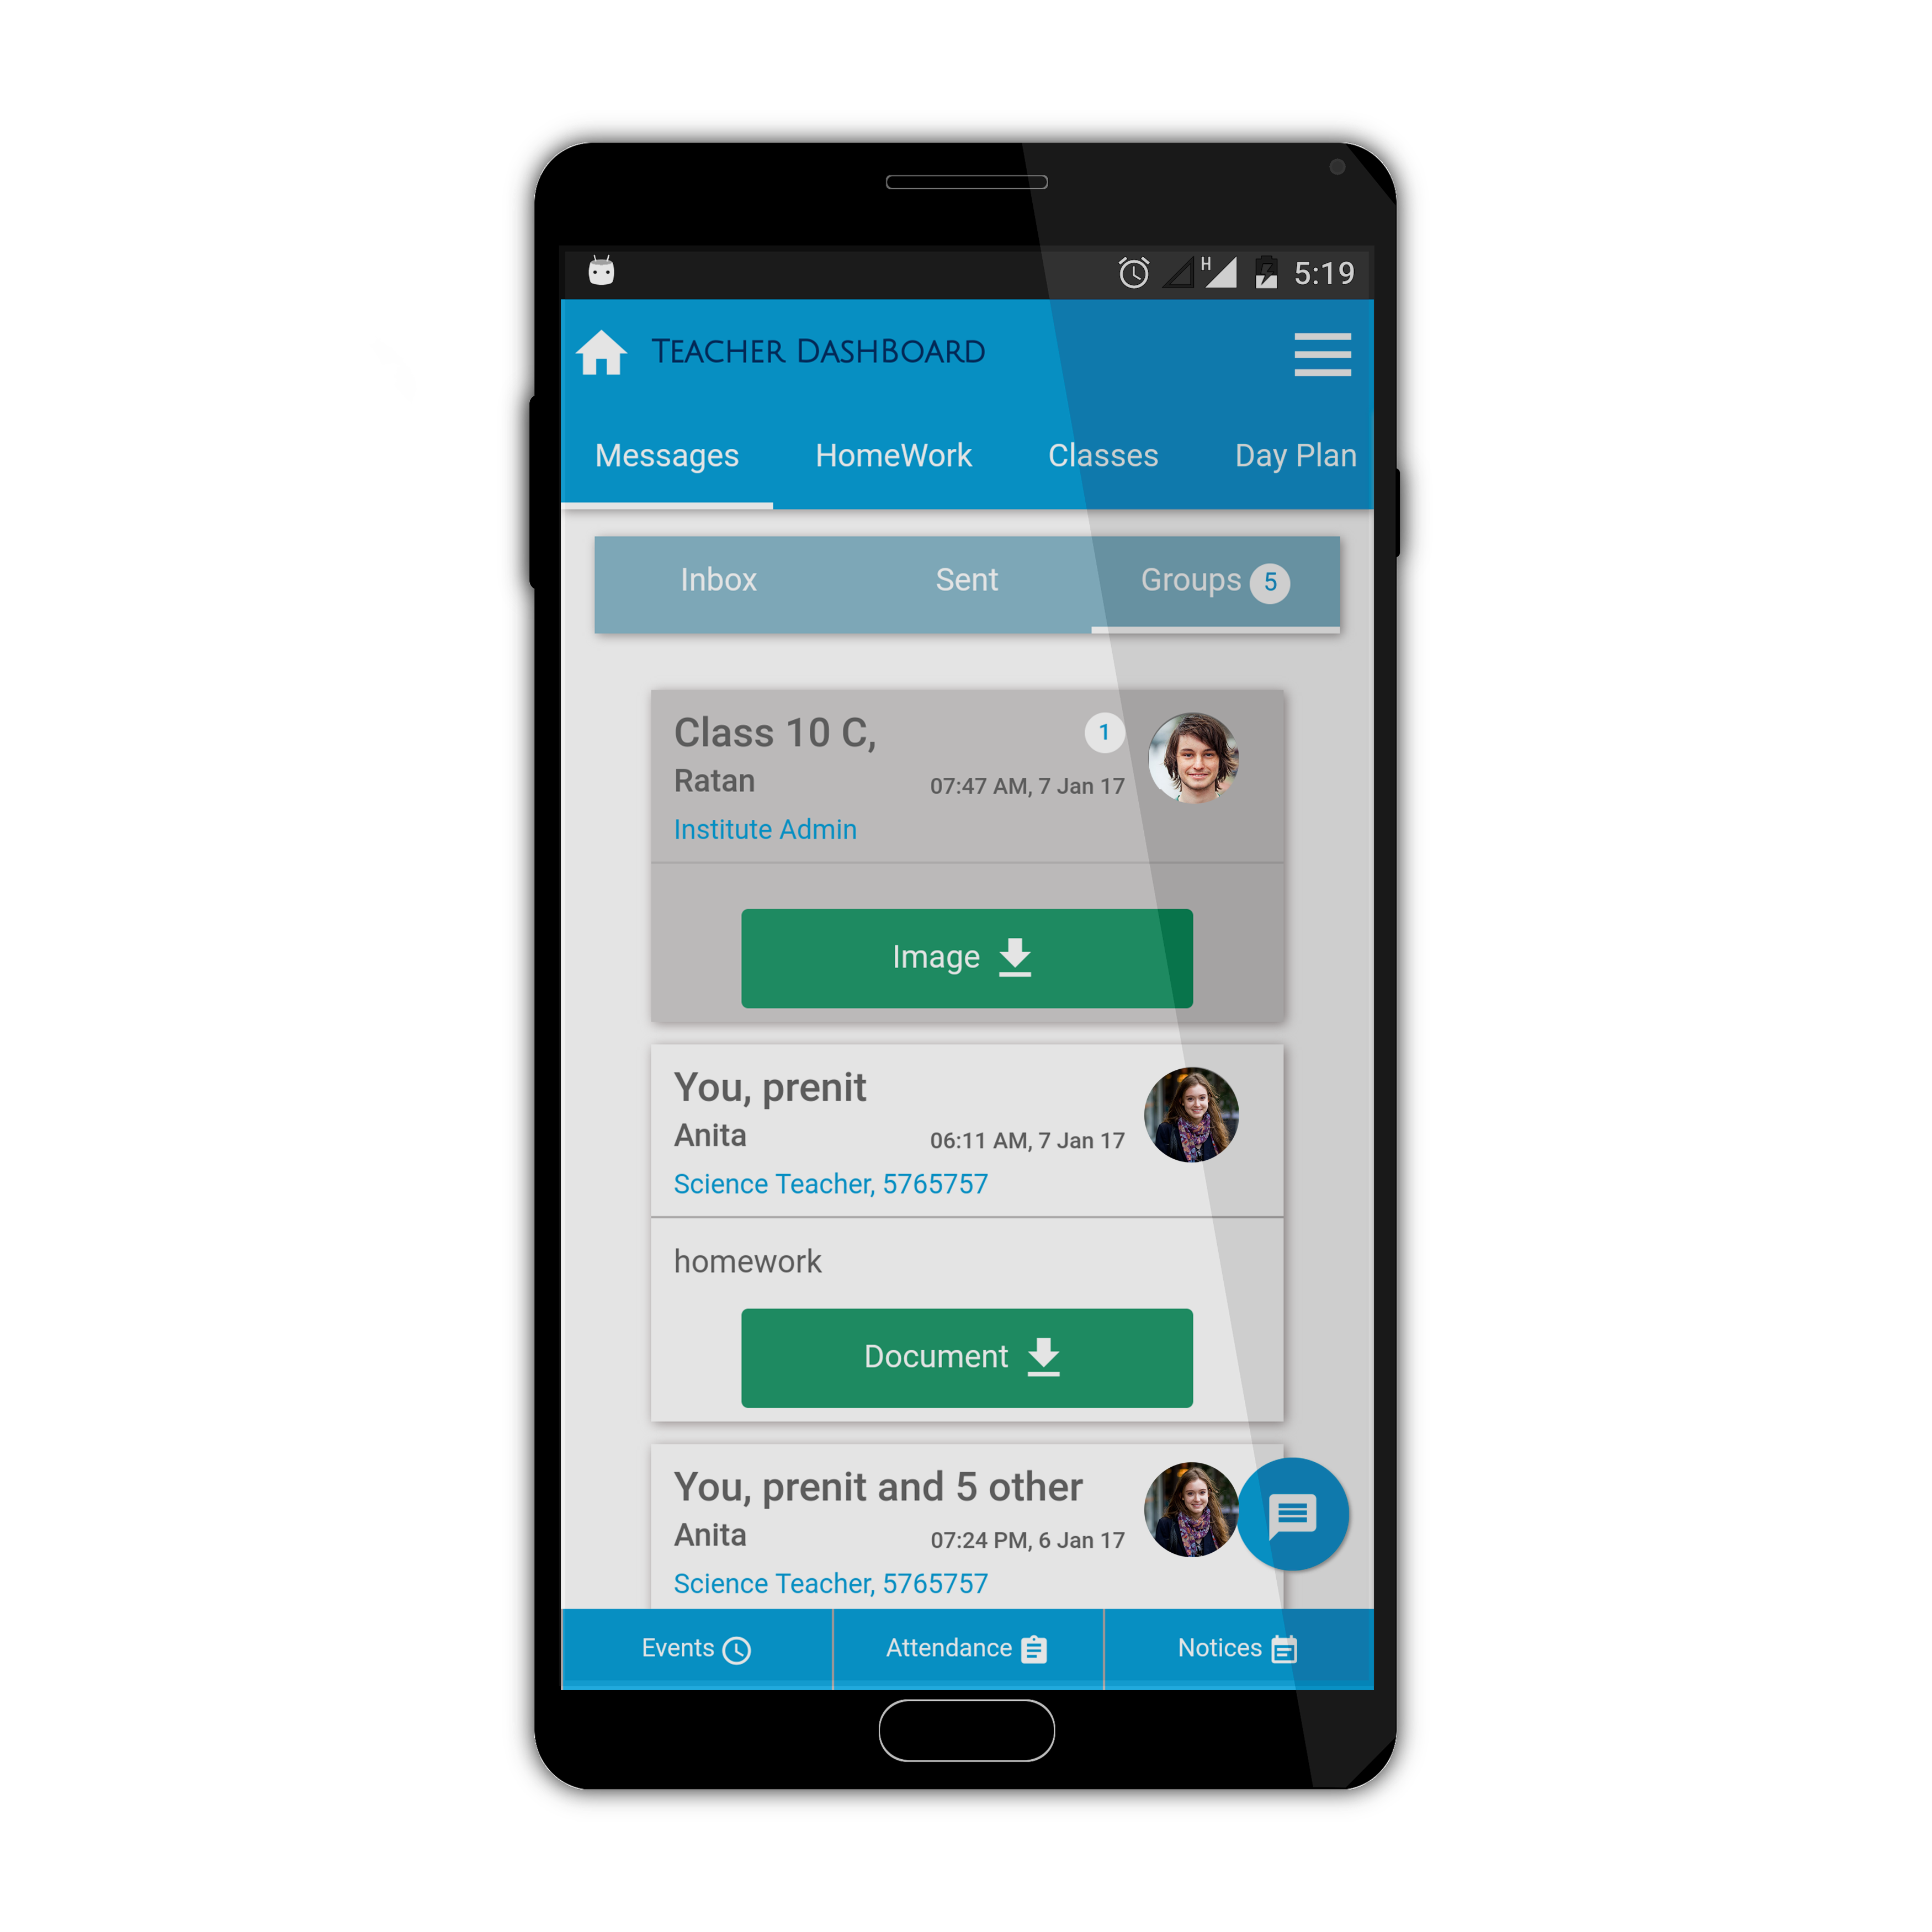 H 5:19
TEACHER DASHBOARD
Messages HomeWork Classes Day Plan
Inbox Sent Groups 5
Class 10 C, 1
Ratan 07:47 AM, 7 Jan 17
Institute Admin
Image
You, prenit
Anita 06:11 AM, 7 Jan 17
Science Teacher, 5765757
homework
Document
You, prenit and 5 other
Anita 07:24 PM, 6 Jan 17
Science Teacher, 5765757
Events Attendance Notices